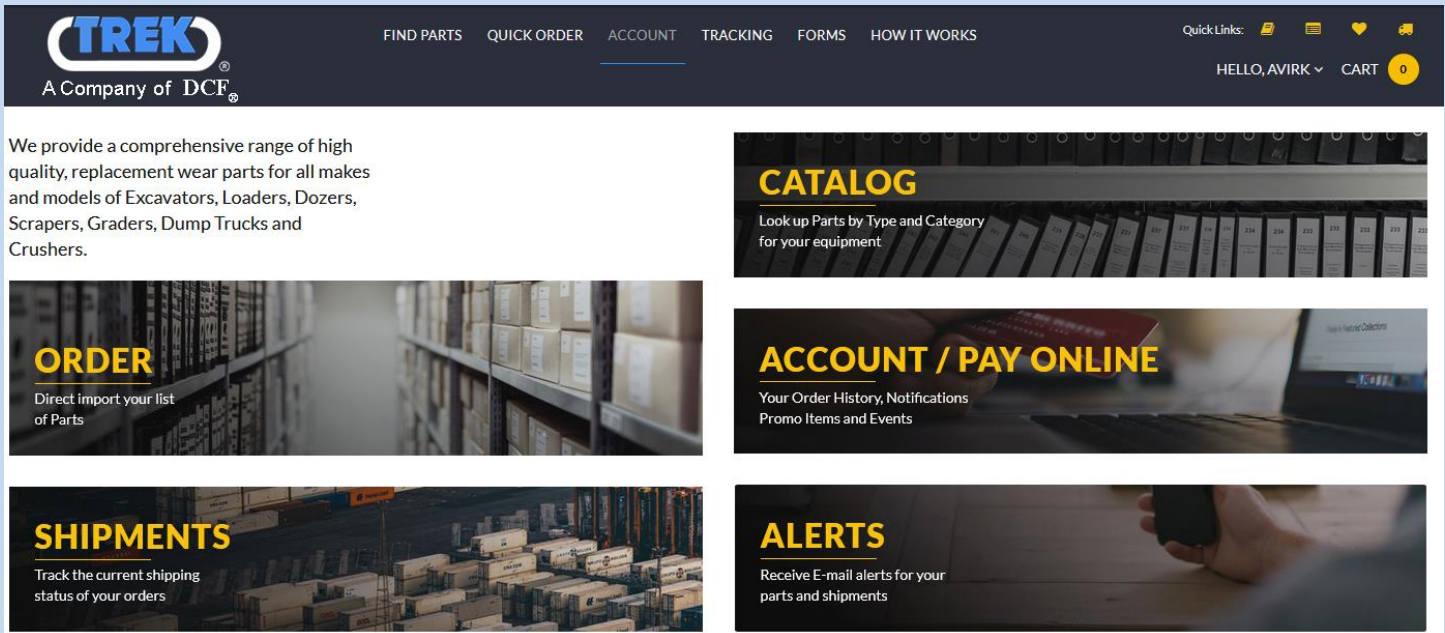 TREK
®
A Company of DCF®
FIND PARTS QUICK ORDER ACCOUNT TRACKING FORMS HOW IT WORKS
Quick Links:
HELLO, AVIRK CART 0
We provide a comprehensive range of high
quality, replacement wear parts for all makes
and models of Excavators, Loaders, Dozers,
Scrapers, Graders, Dump Trucks and
Crushers.
CATALOG
Look up Parts by Type and Category
for your equipment
ORDER
Direct import your list
of Parts
ACCOUNT / PAY ONLINE
Your Order History, Notifications
Promo Items and Events
SHIPMENTS
Track the current shipping
status of your orders
ALERTS
Receive E-mail alerts for your
parts and shipments